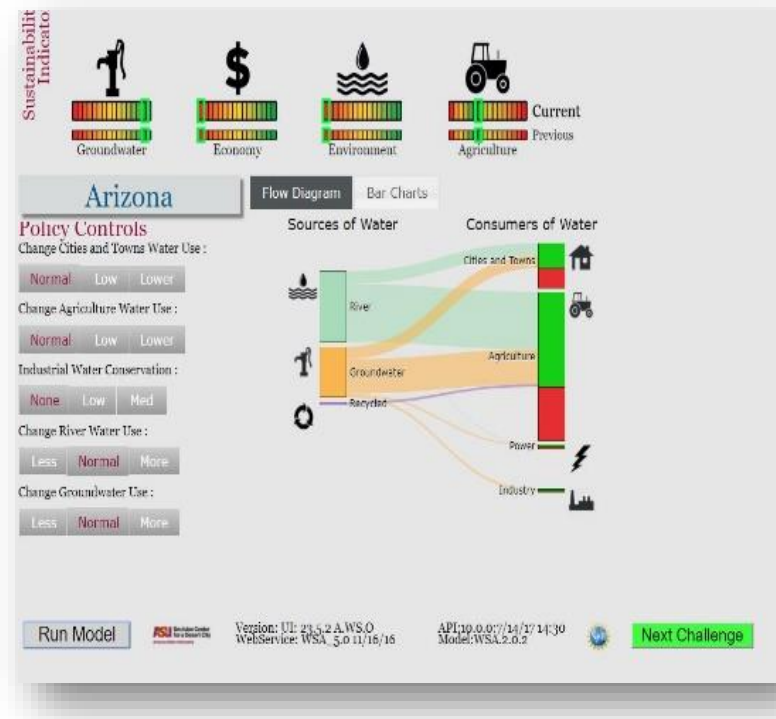 Sustainabilit
Indicato
Current
Previous
Groundwater
Economy
Environment
Agriculture
Arizona
Flow Diagram
Bar Charts
Policy Controls
Change Cities and Towns Water Use :
Normal Low Lower
Change Agriculture Water Use :
Normal Low Lower
Industrial Water Conservation :
None Low Med
Change River Water Use :
Less Normal More
Change Groundwater Use :
Less Normal More
Sources of Water
Consumers of Water
Cities and Towns
River
Agriculture
Groundwater
Recycled
Power
Industry
Run Model
ASU
Version: UI: 23.5.2 A.WS.O
WebService: WSA_5.0 11/16/16
API:10.0.0:7/14/17 14:30
Model:WSA.2.0.2
Next Challenge